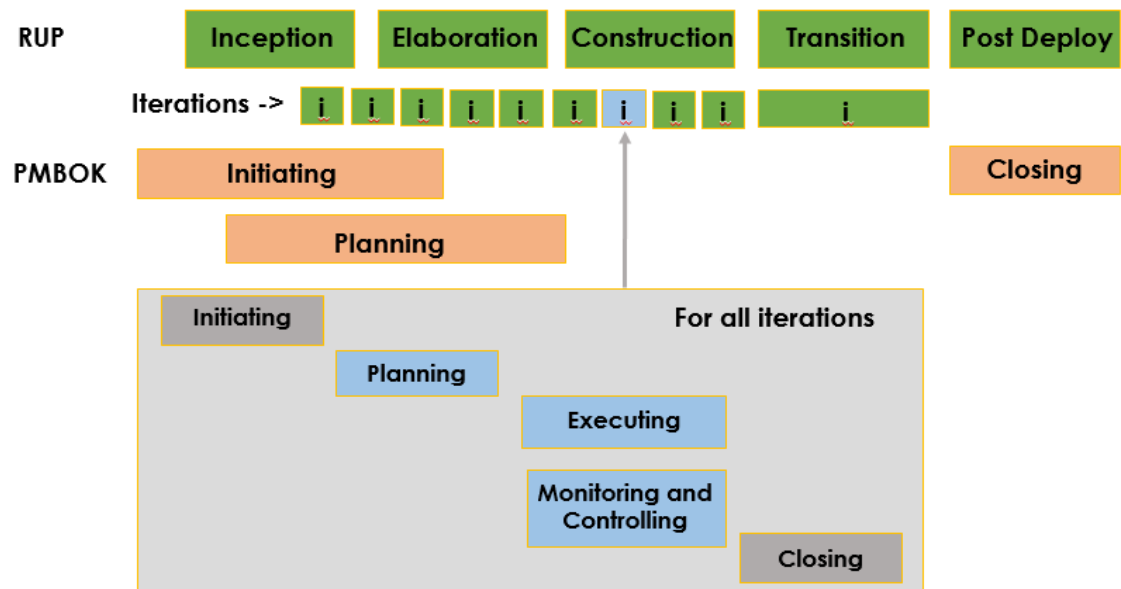 RUP Inception Elaboration Construction Transition Post Deploy
Iterations -> i i i i i i i i i i
PMBOK Initiating Closing
Planning
Initiating For all iterations
Planning
Executing
Monitoring and
Controlling
Closing